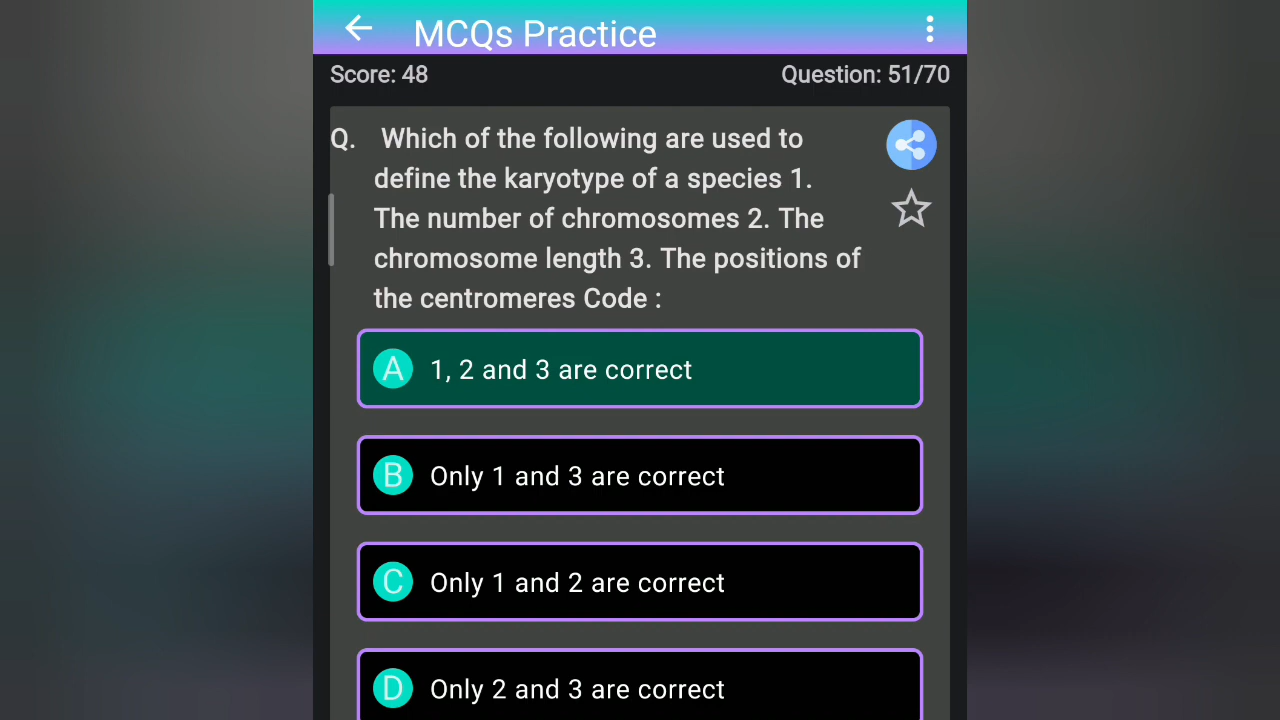 MCQs Practice
Score: 48
Question: 51/70
Q. Which of the following are used to
define the karyotype of a species 1.
The number of chromosomes 2. The
chromosome length 3. The positions of
the centromeres Code :
A 1, 2 and 3 are correct
B Only 1 and 3 are correct
C Only 1 and 2 are correct
D Only 2 and 3 are correct